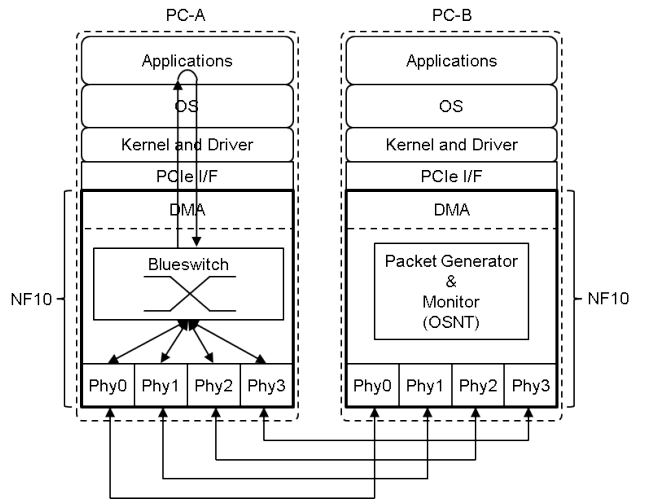 PC-A
Applications
OS
Kernel and Driver
PCIe I/F
DMA
Blueswitch
NF10
Phy0 Phy1 Phy2 Phy3
PC-B
Applications
OS
Kernel and Driver
PCIe I/F
DMA
Packet Generator
&
Monitor
(OSNT)
NF10
Phy0 Phy1 Phy2 Phy3